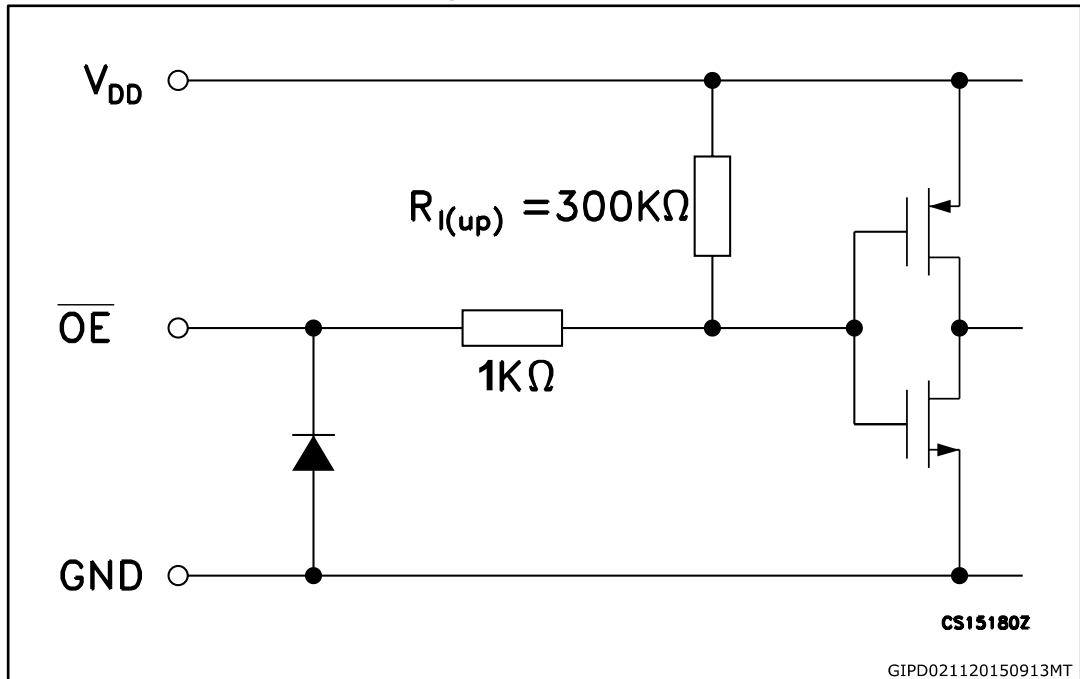 VDD
RI(up) =300KΩ
OE
1KΩ
GND
CS15180Z
GIPD021120150913MT